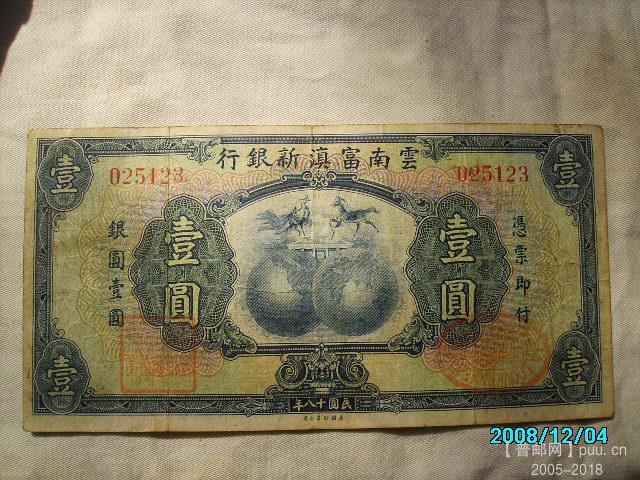 雲南富滇新銀行
025123
025123
壹
壹
憑票即付
壹圓
壹圓
銀圓壹圓
壹
壹
民國十八年
2008/12/04
【普邮网】puu.cn
2005-2018